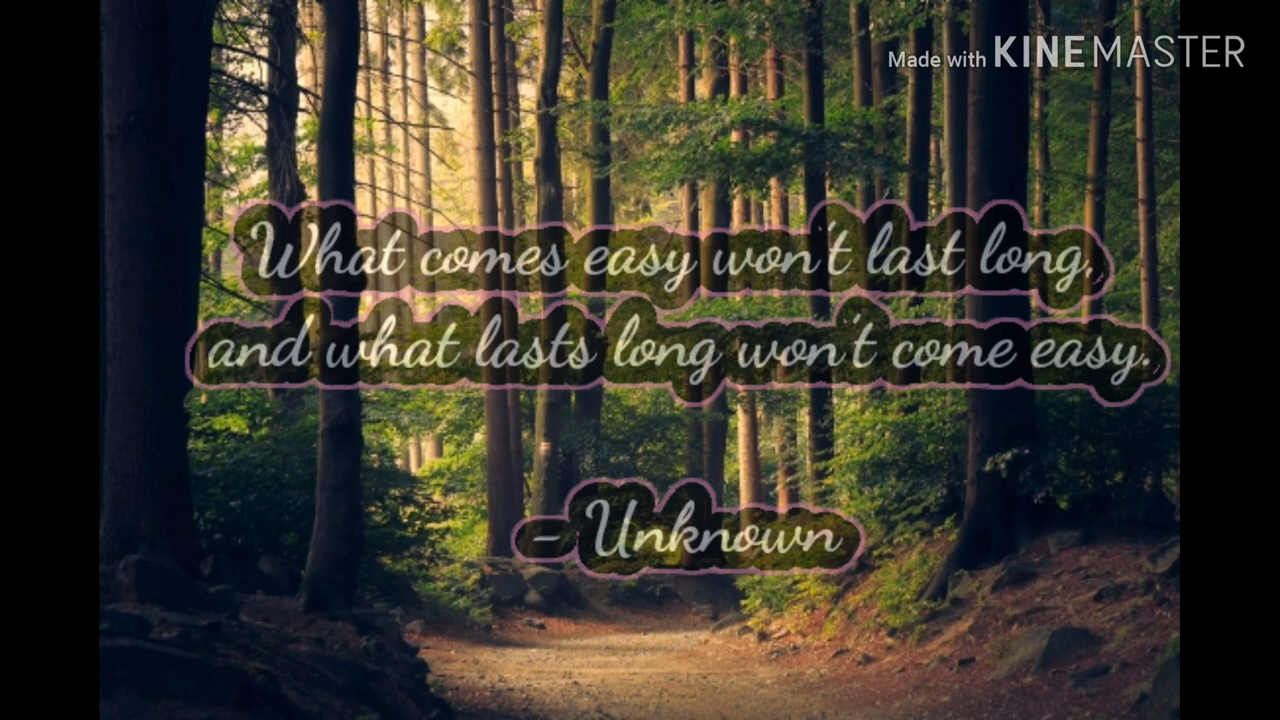 Made with KINEMASTER
What comes easy won't last long,
and what lasts long won't come easy.
- Unknown